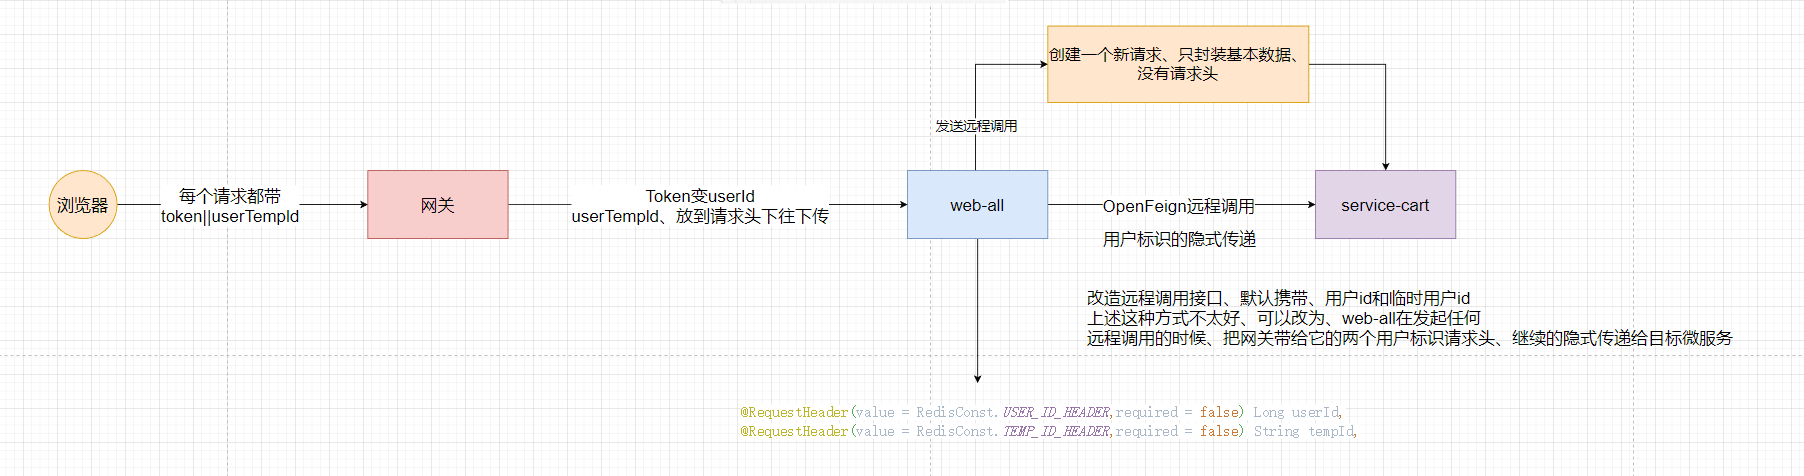 创建一个新请求、只封装基本数据、
没有请求头
发送远程调用
浏览器
每个请求都带
token||userTempId
网关
Token变userId
userTempId、放到请求头下往下传
web-all
OpenFeign远程调用
用户标识的隐式传递
service-cart
改造远程调用接口、默认携带、用户id和临时用户id
上述这种方式不太好、可以改为、web-all在发起任何
远程调用的时候、把网关带给它的两个用户标识请求头、继续的隐式传递给目标微服务
@RequestHeader(value = RedisConst.USER_ID_HEADER,required = false) Long userId,
@RequestHeader(value = RedisConst.TEMP_ID_HEADER,required = false) String tempId,